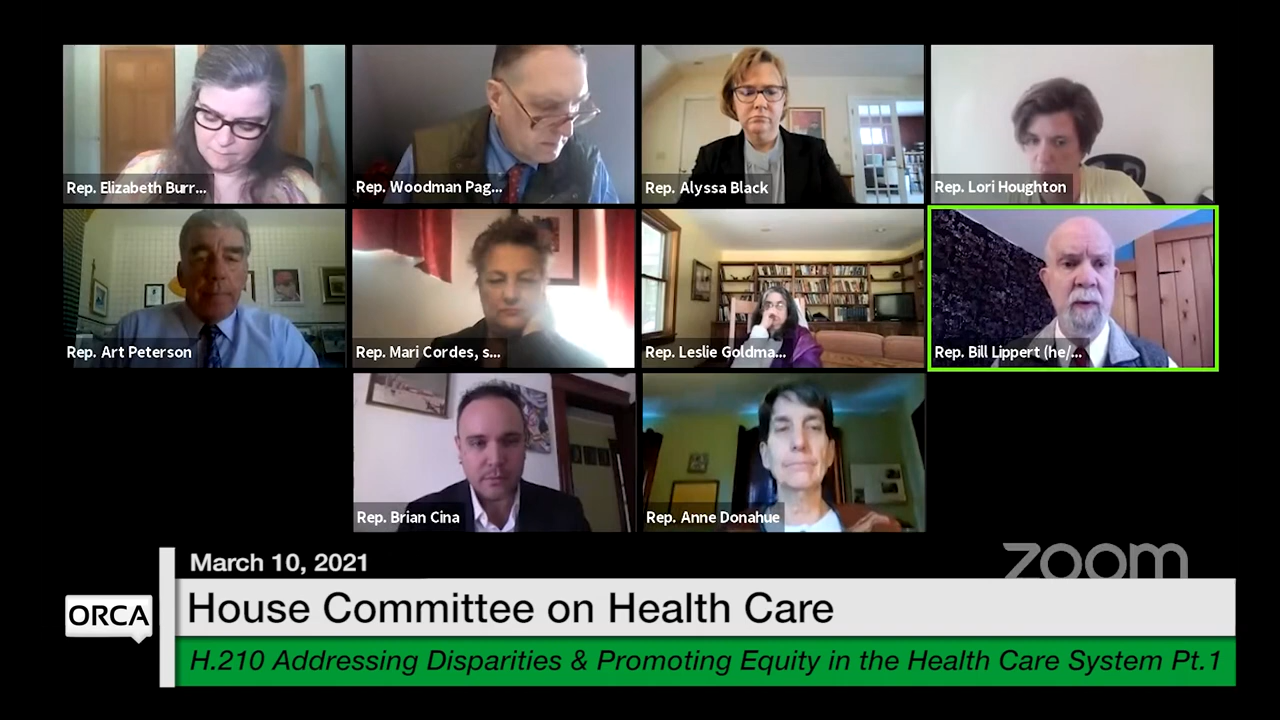 Rep. Elizabeth Burr...
Rep. Woodman Pag...
Rep. Alyssa Black
Rep. Lori Houghton
Rep. Art Peterson
Rep. Mari Cordes, s...
Rep. Leslie Goldma...
Rep. Bill Lippert (he/...
Rep. Brian Cina
Rep. Anne Donahue
zoom
March 10, 2021
ORCA
House Committee on Health Care
H.210 Addressing Disparities & Promoting Equity in the Health Care System Pt.1